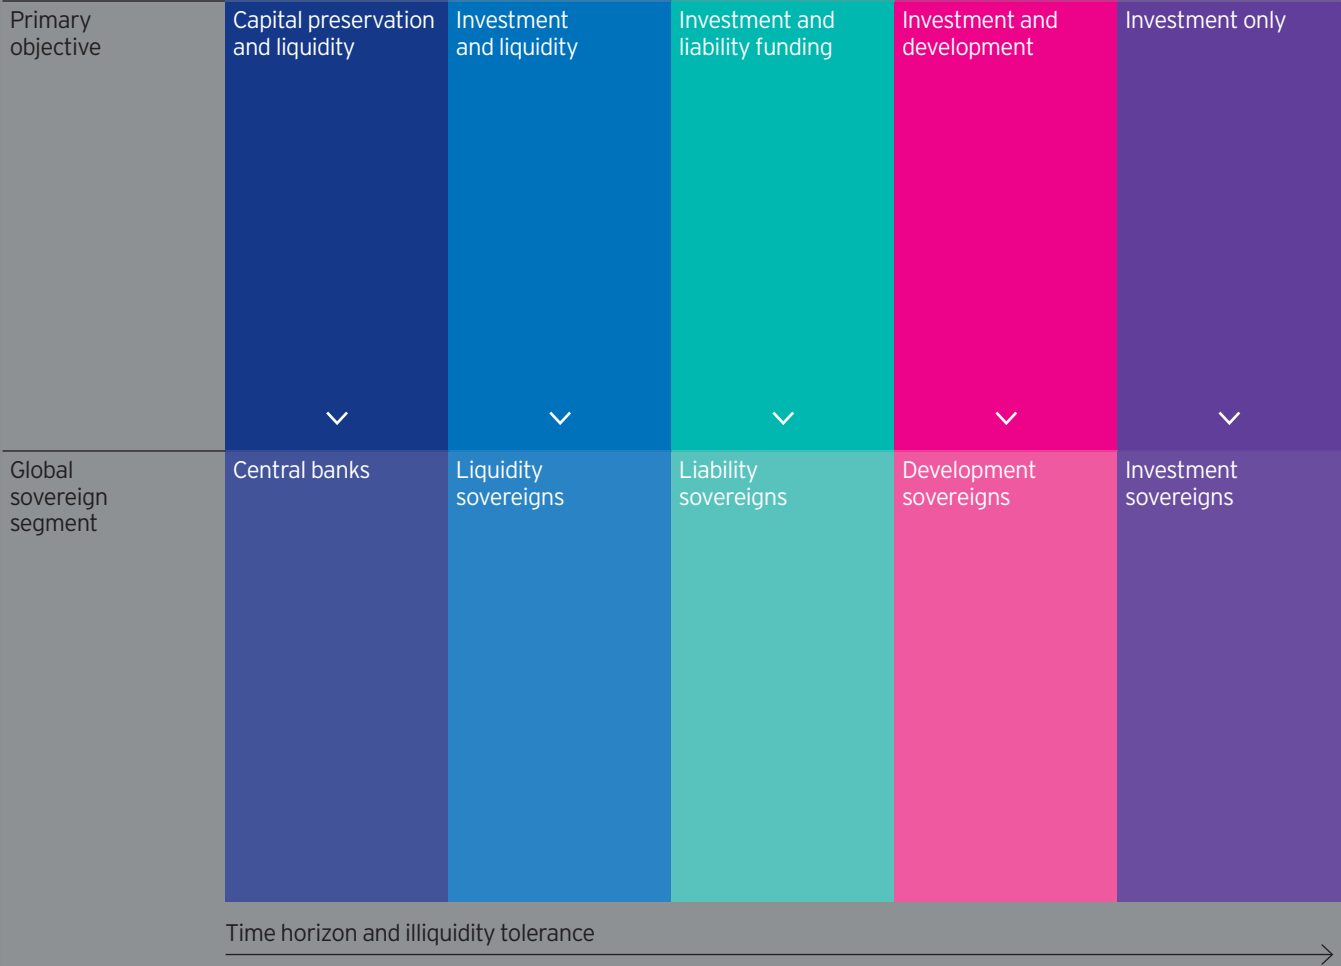 Primary
objective
Capital preservation
and liquidity
Investment
and liquidity
Investment and
liability funding
Investment and
development
Investment only
Global
sovereign
segment
Central banks
Liquidity
sovereigns
Liability
sovereigns
Development
sovereigns
Investment
sovereigns
Time horizon and illiquidity tolerance